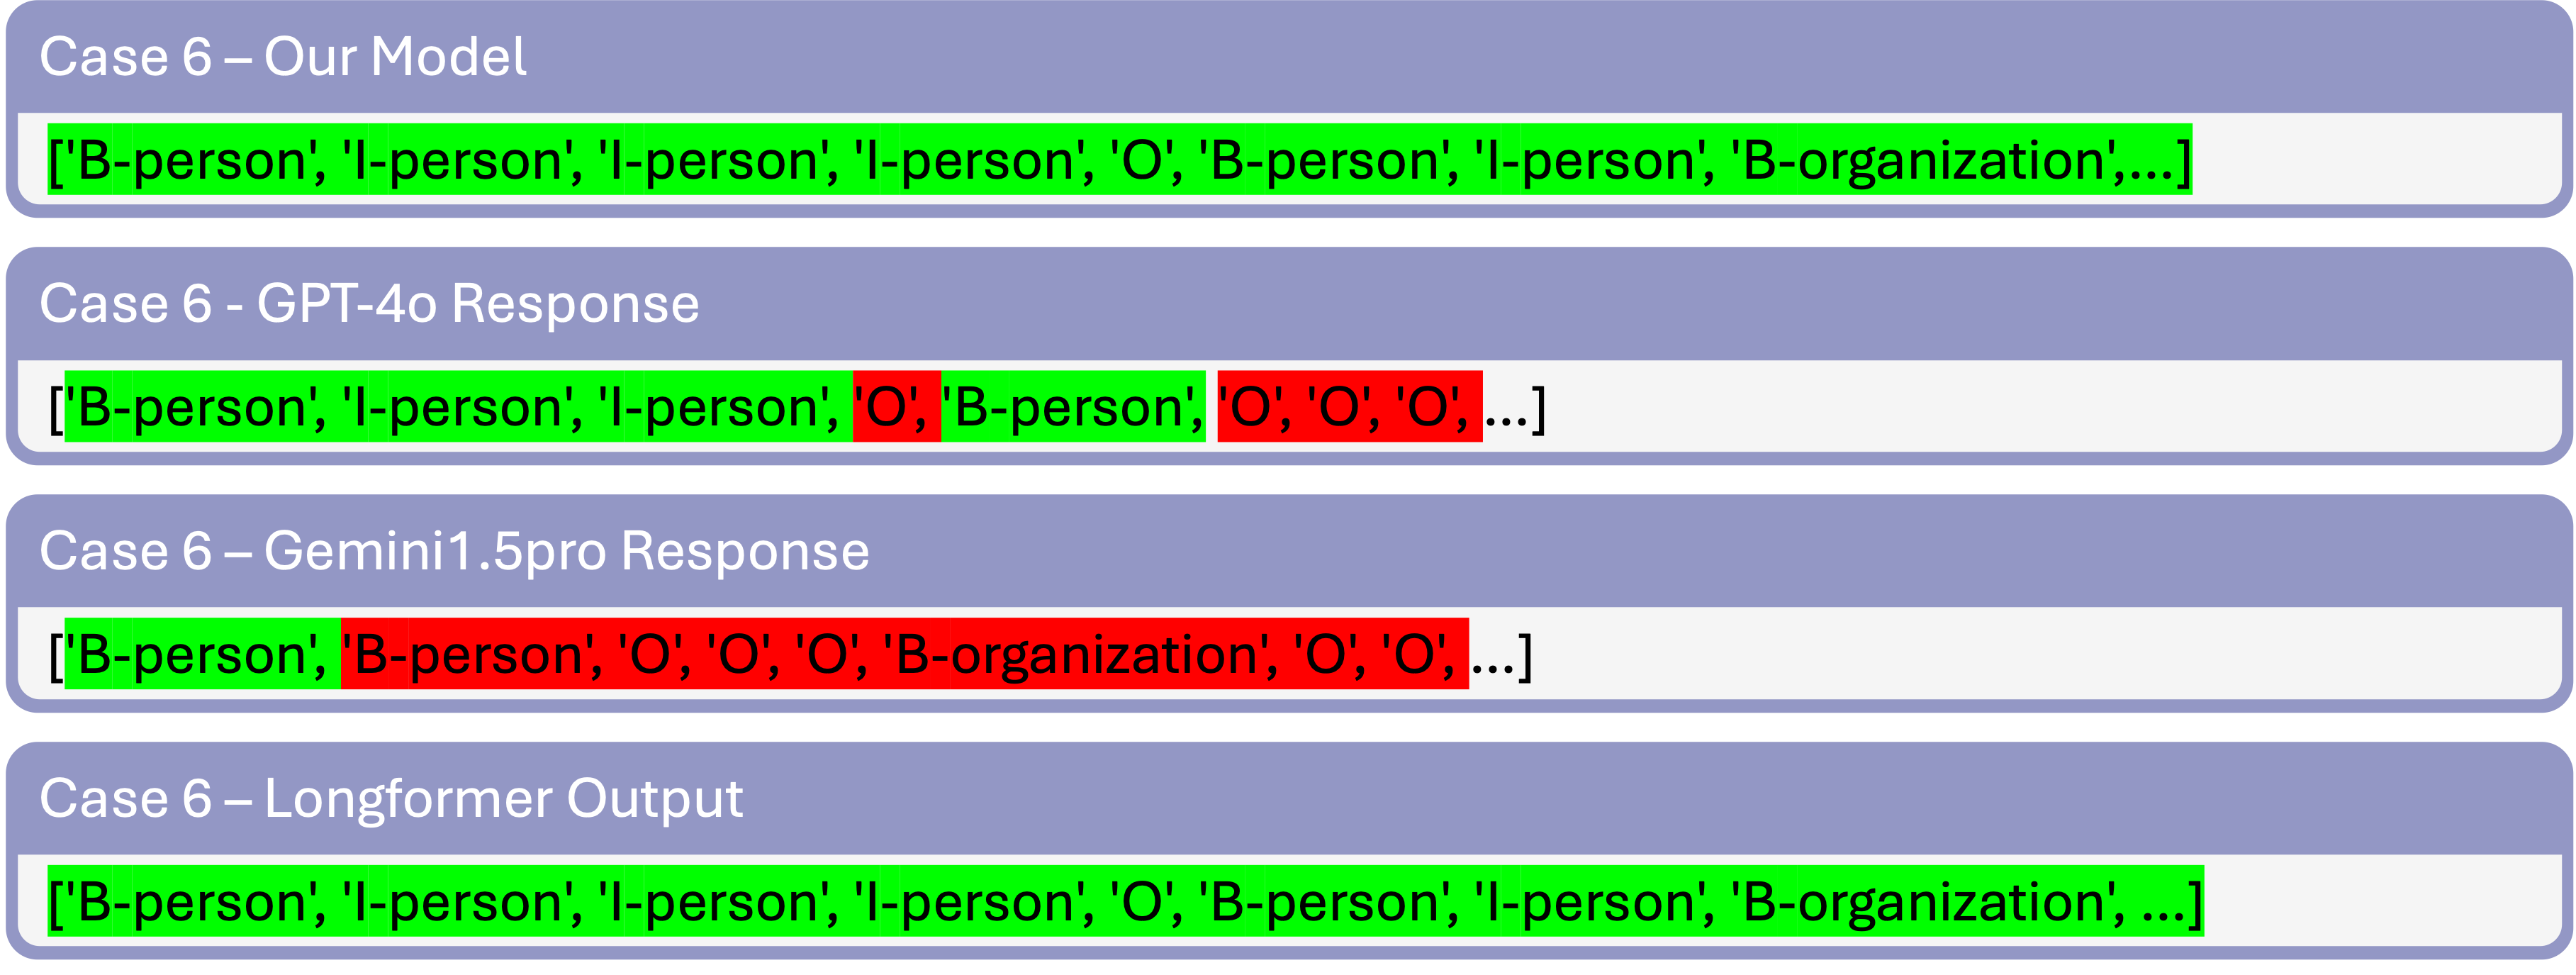 Case 6 – Our Model
['B-person', 'I-person', 'I-person', 'I-person', 'O', 'B-person', 'I-person', 'B-organization',...]
Case 6 - GPT-4o Response
['B-person', 'I-person', 'I-person', 'O', 'B-person', 'O', 'O', 'O', ...]
Case 6 – Gemini1.5pro Response
['B-person', 'B-person', 'O', 'O', 'O', 'B-organization', 'O', 'O', ...]
Case 6 – Longformer Output
['B-person', 'I-person', 'I-person', 'I-person', 'O', 'B-person', 'I-person', 'B-organization', ...]